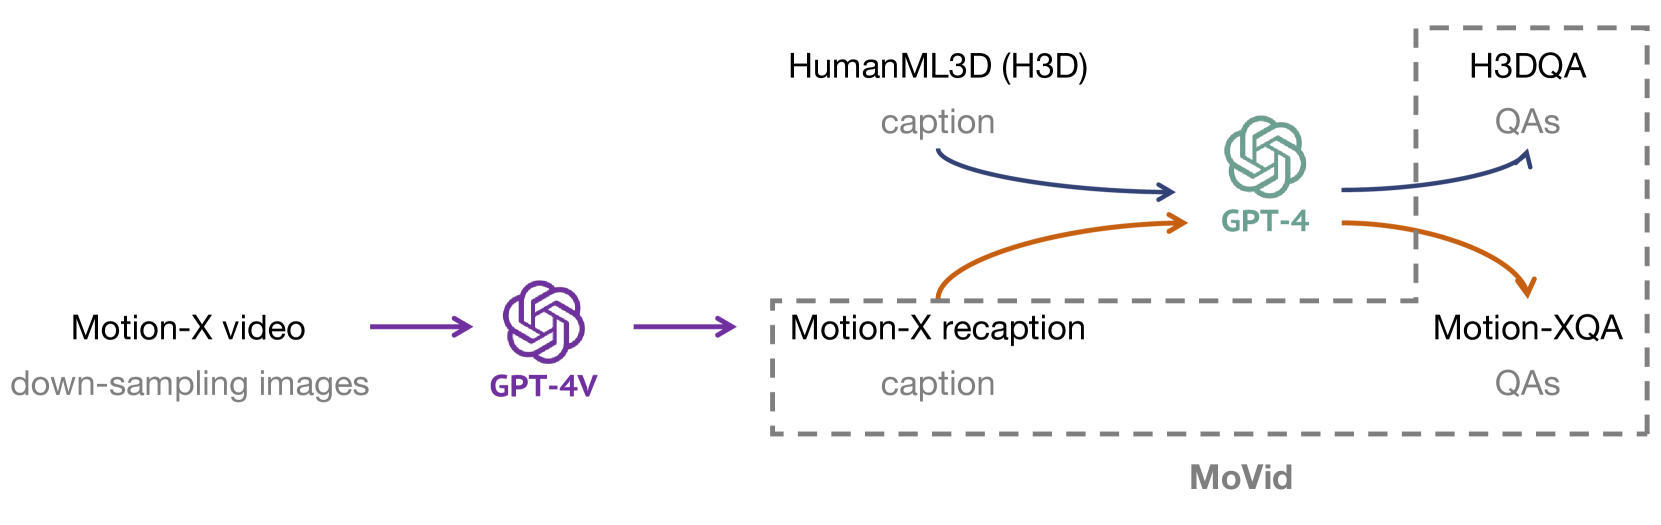 HumanML3D (H3D)
caption
H3DQA
QAs
GPT-4
Motion-X video
down-sampling images
GPT-4V
Motion-X recaption
caption
Motion-XQA
QAs
MoVid